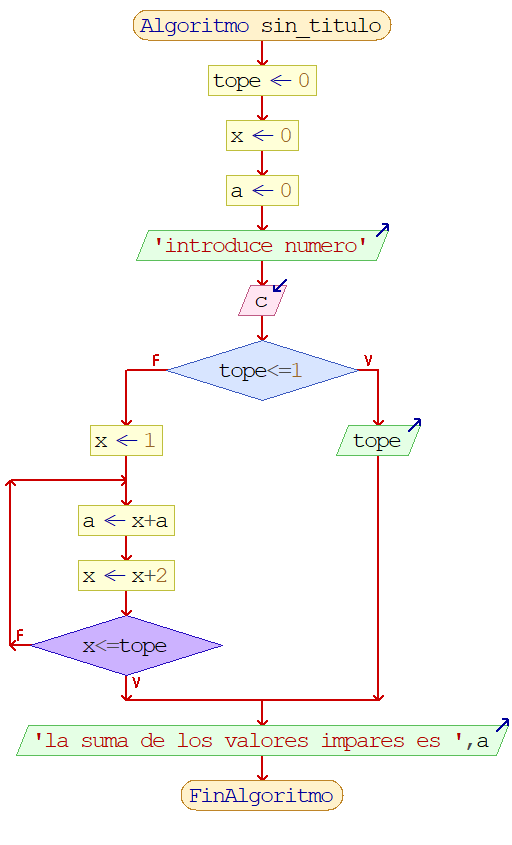 Algoritmo sin_titulo
tope ← 0
x ← 0
a ← 0
'introduce numero'
c
tope<=1
F
V
x ← 1
tope
a ← x+a
x ← x+2
x<=tope
F
V
'la suma de los valores impares es ',a
FinAlgoritmo